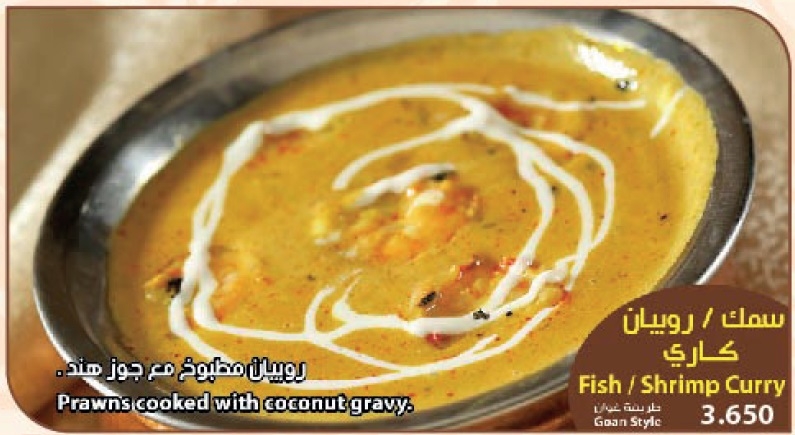 سمك / روبيان
كاري
Fish / Shrimp Curry
طريقة غوان
Goan Style
3.650
روبيان مطبوخ مع جوز هند .
Prawns cooked with coconut gravy.